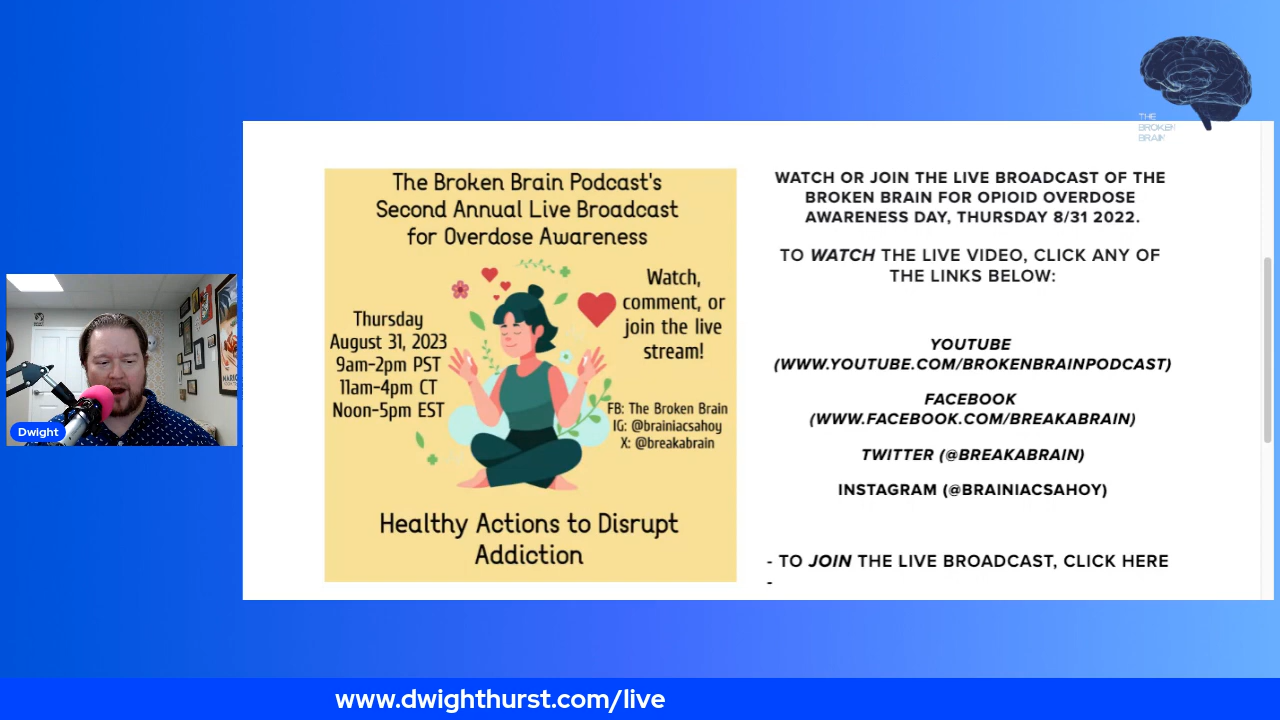 THE
BROKEN
BRAIN
The Broken Brain Podcast's
Second Annual Live Broadcast
for Overdose Awareness
Watch,
comment, or
join the live
stream!
Thursday
August 31, 2023
9am-2pm PST
11am-4pm CT
Noon-5pm EST
FB: The Broken Brain
IG: @brainiacsahoy
X: @breakabrain
Healthy Actions to Disrupt
Addiction
WATCH OR JOIN THE LIVE BROADCAST OF THE
BROKEN BRAIN FOR OPIOID OVERDOSE
AWARENESS DAY, THURSDAY 8/31 2022.
TO WATCH THE LIVE VIDEO, CLICK ANY OF
THE LINKS BELOW:
YOUTUBE
(WWW.YOUTUBE.COM/BROKENBRAINPODCAST)
FACEBOOK
(WWW.FACEBOOK.COM/BREAKABRAIN)
TWITTER (@BREAKABRAIN)
INSTAGRAM (@BRAINIACSAHOY)
- TO JOIN THE LIVE BROADCAST, CLICK HERE
-
Dwight
www.dwighthurst.com/live